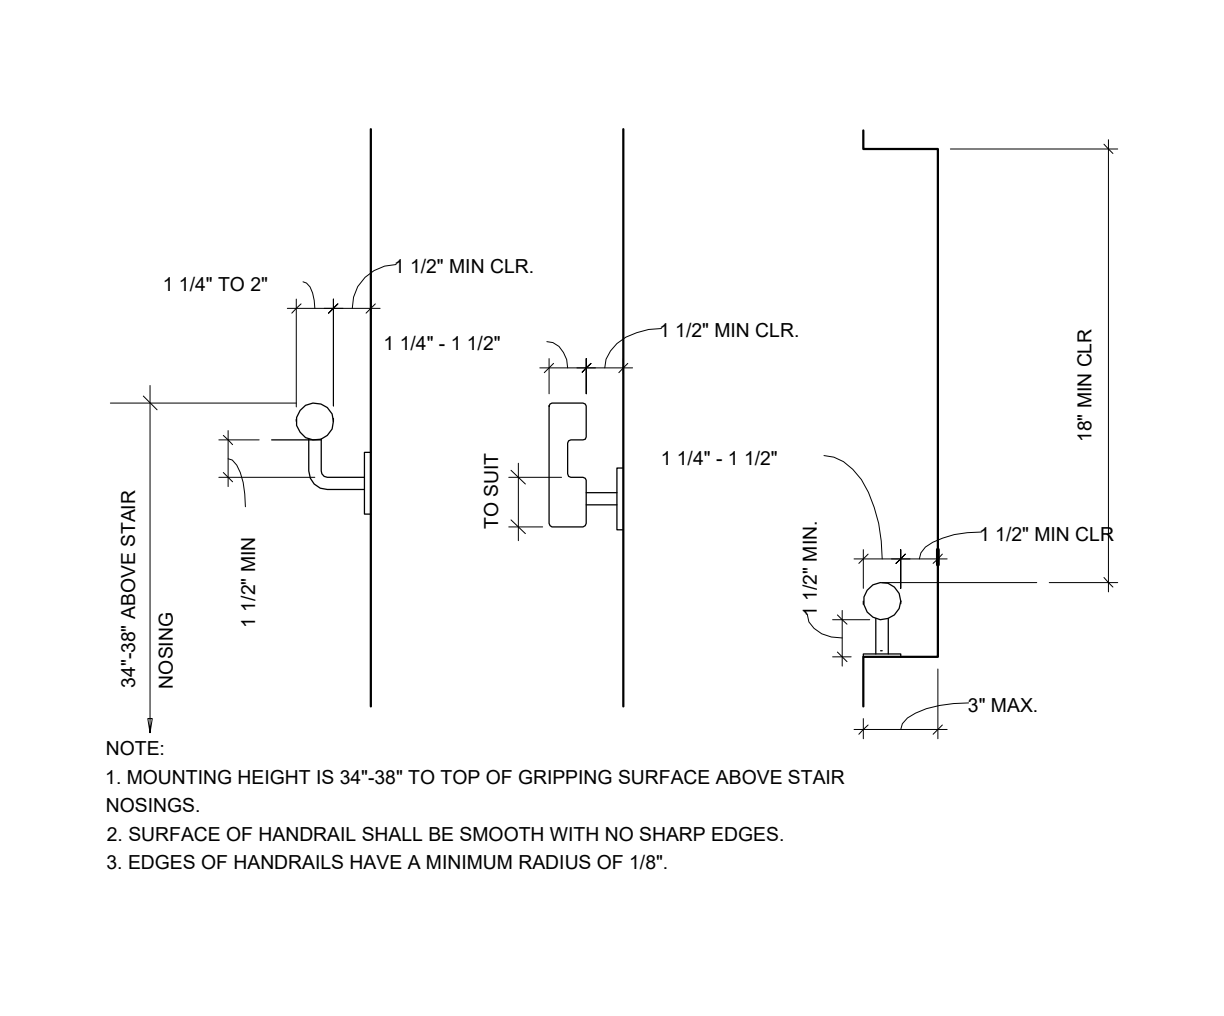 1 1/4" TO 2"
1 1/2" MIN CLR.
1 1/4" - 1 1/2"
1 1/2" MIN CLR.
18" MIN CLR
1 1/4" - 1 1/2"
TO SUIT
1 1/2" MIN CLR
1 1/2" MIN.
34"-38" ABOVE STAIR
NOSING
1 1/2" MIN
3" MAX.
NOTE:
1. MOUNTING HEIGHT IS 34"-38" TO TOP OF GRIPPING SURFACE ABOVE STAIR
NOSINGS.
2. SURFACE OF HANDRAIL SHALL BE SMOOTH WITH NO SHARP EDGES.
3. EDGES OF HANDRAILS HAVE A MINIMUM RADIUS OF 1/8".